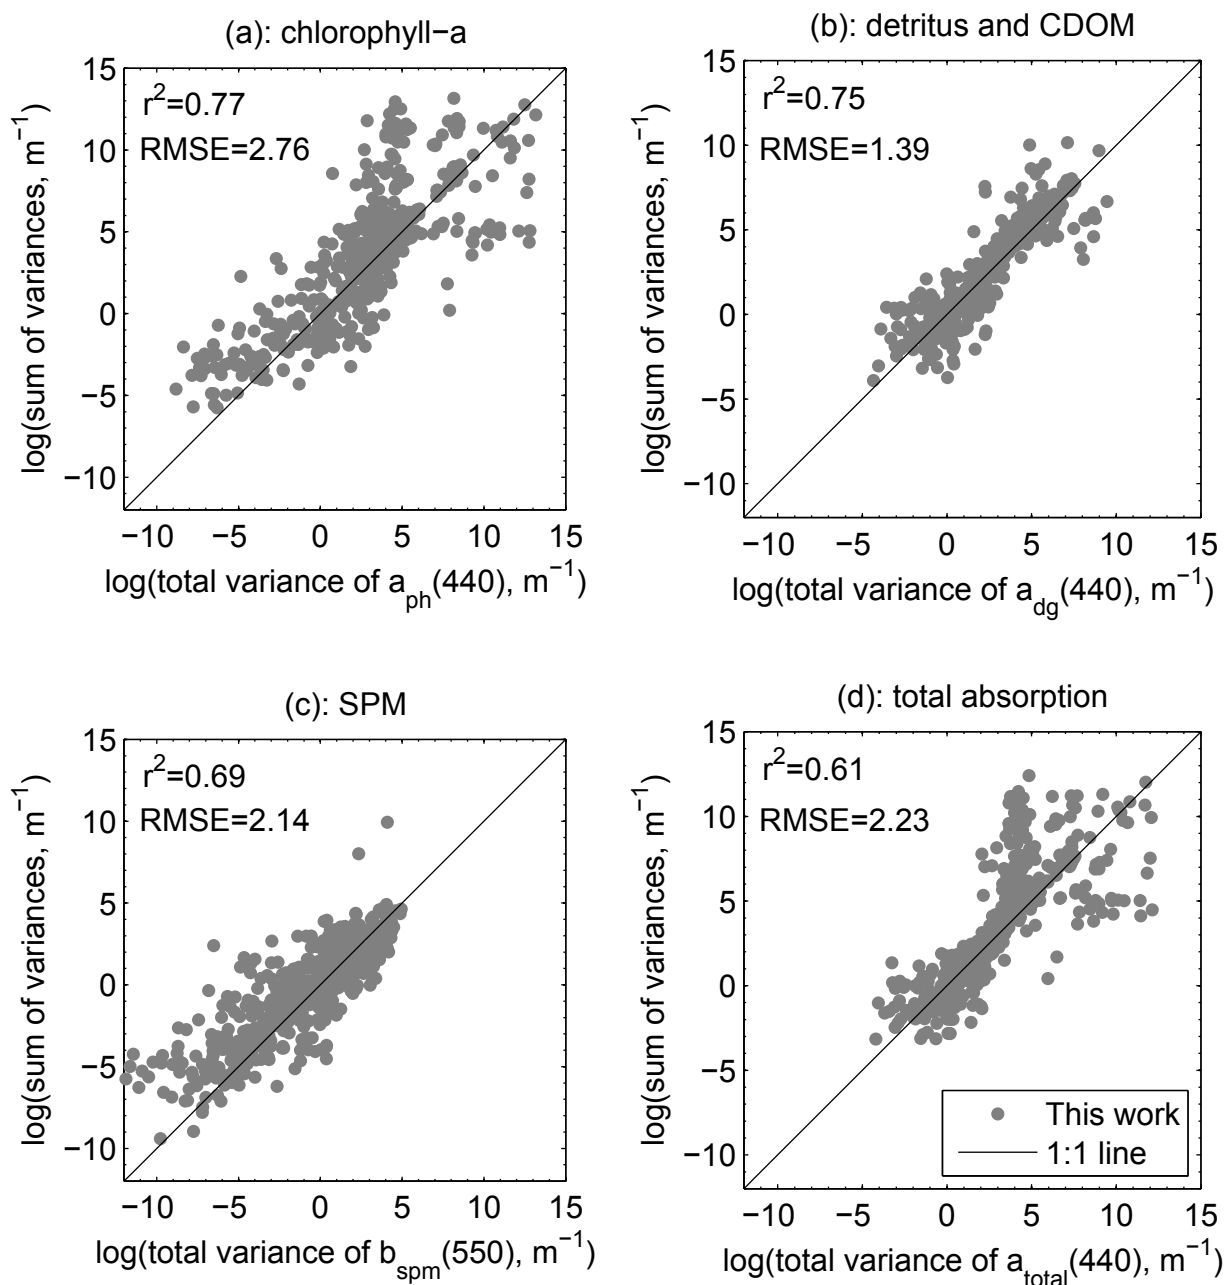 (a): chlorophyll−a
r²=0.77
RMSE=2.76
15
10
5
0
−5
−10
log(sum of variances, m⁻¹)
−10 −5 0 5 10 15
log(total variance of a_ph(440), m⁻¹)
(b): detritus and CDOM
r²=0.75
RMSE=1.39
15
10
5
0
−5
−10
log(sum of variances, m⁻¹)
−10 −5 0 5 10 15
log(total variance of a_dg(440), m⁻¹)
(c): SPM
r²=0.69
RMSE=2.14
15
10
5
0
−5
−10
log(sum of variances, m⁻¹)
−10 −5 0 5 10 15
log(total variance of b_spm(550), m⁻¹)
(d): total absorption
r²=0.61
RMSE=2.23
15
10
5
0
−5
−10
log(sum of variances, m⁻¹)
This work
1:1 line
−10 −5 0 5 10 15
log(total variance of a_total(440), m⁻¹)